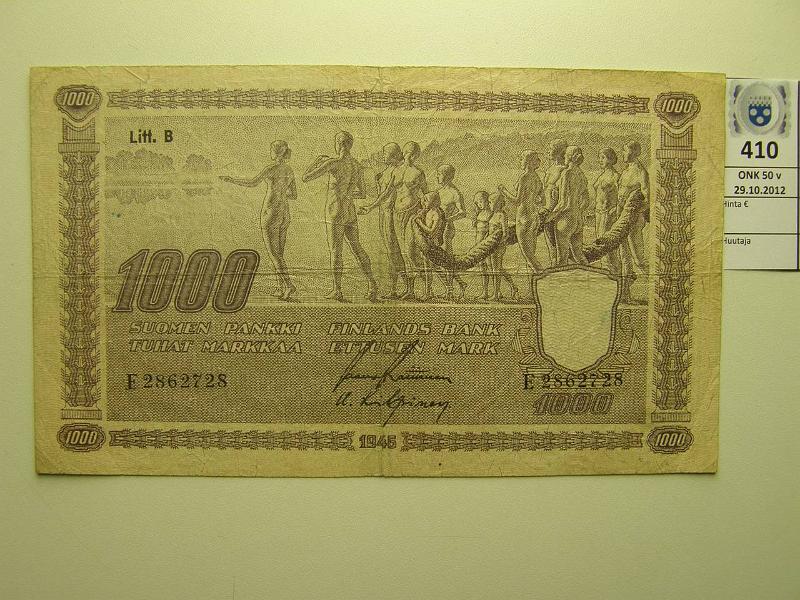 1000 1000
Litt. B
1000
SUOMEN PANKKI FINLANDS BANK
TUHAT MARKKAA ETTUSEN MARK
E 2862728 E 2862728
1000
1000 1945 1000
410
ONK 50 v
29.10.2012
Hinta €
Huutaja